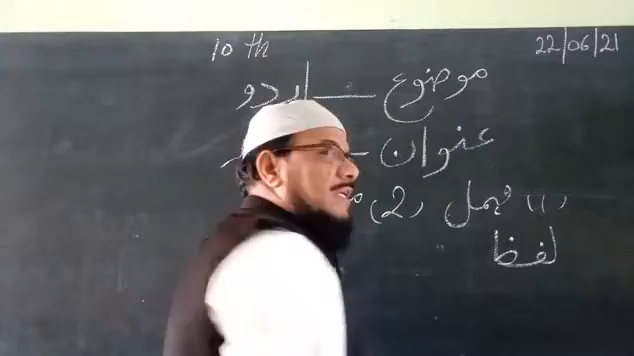 10 th
22/06/21
موضوع — اردو
عنوان —
(1) مہمل (2)
لفظ